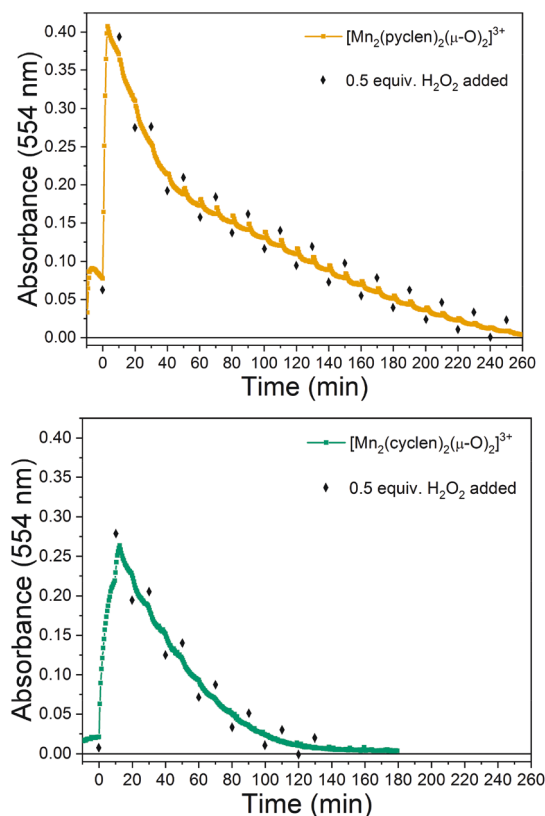 [Mn₂(pyclen)₂(μ-O)₂]³⁺
0.5 equiv. H₂O₂ added
Absorbance (554 nm)
0.40
0.35
0.30
0.25
0.20
0.15
0.10
0.05
0.00
0 20 40 60 80 100 120 140 160 180 200 220 240 260
Time (min)
[Mn₂(cyclen)₂(μ-O)₂]³⁺
0.5 equiv. H₂O₂ added
Absorbance (554 nm)
0.40
0.35
0.30
0.25
0.20
0.15
0.10
0.05
0.00
0 20 40 60 80 100 120 140 160 180 200 220 240 260
Time (min)